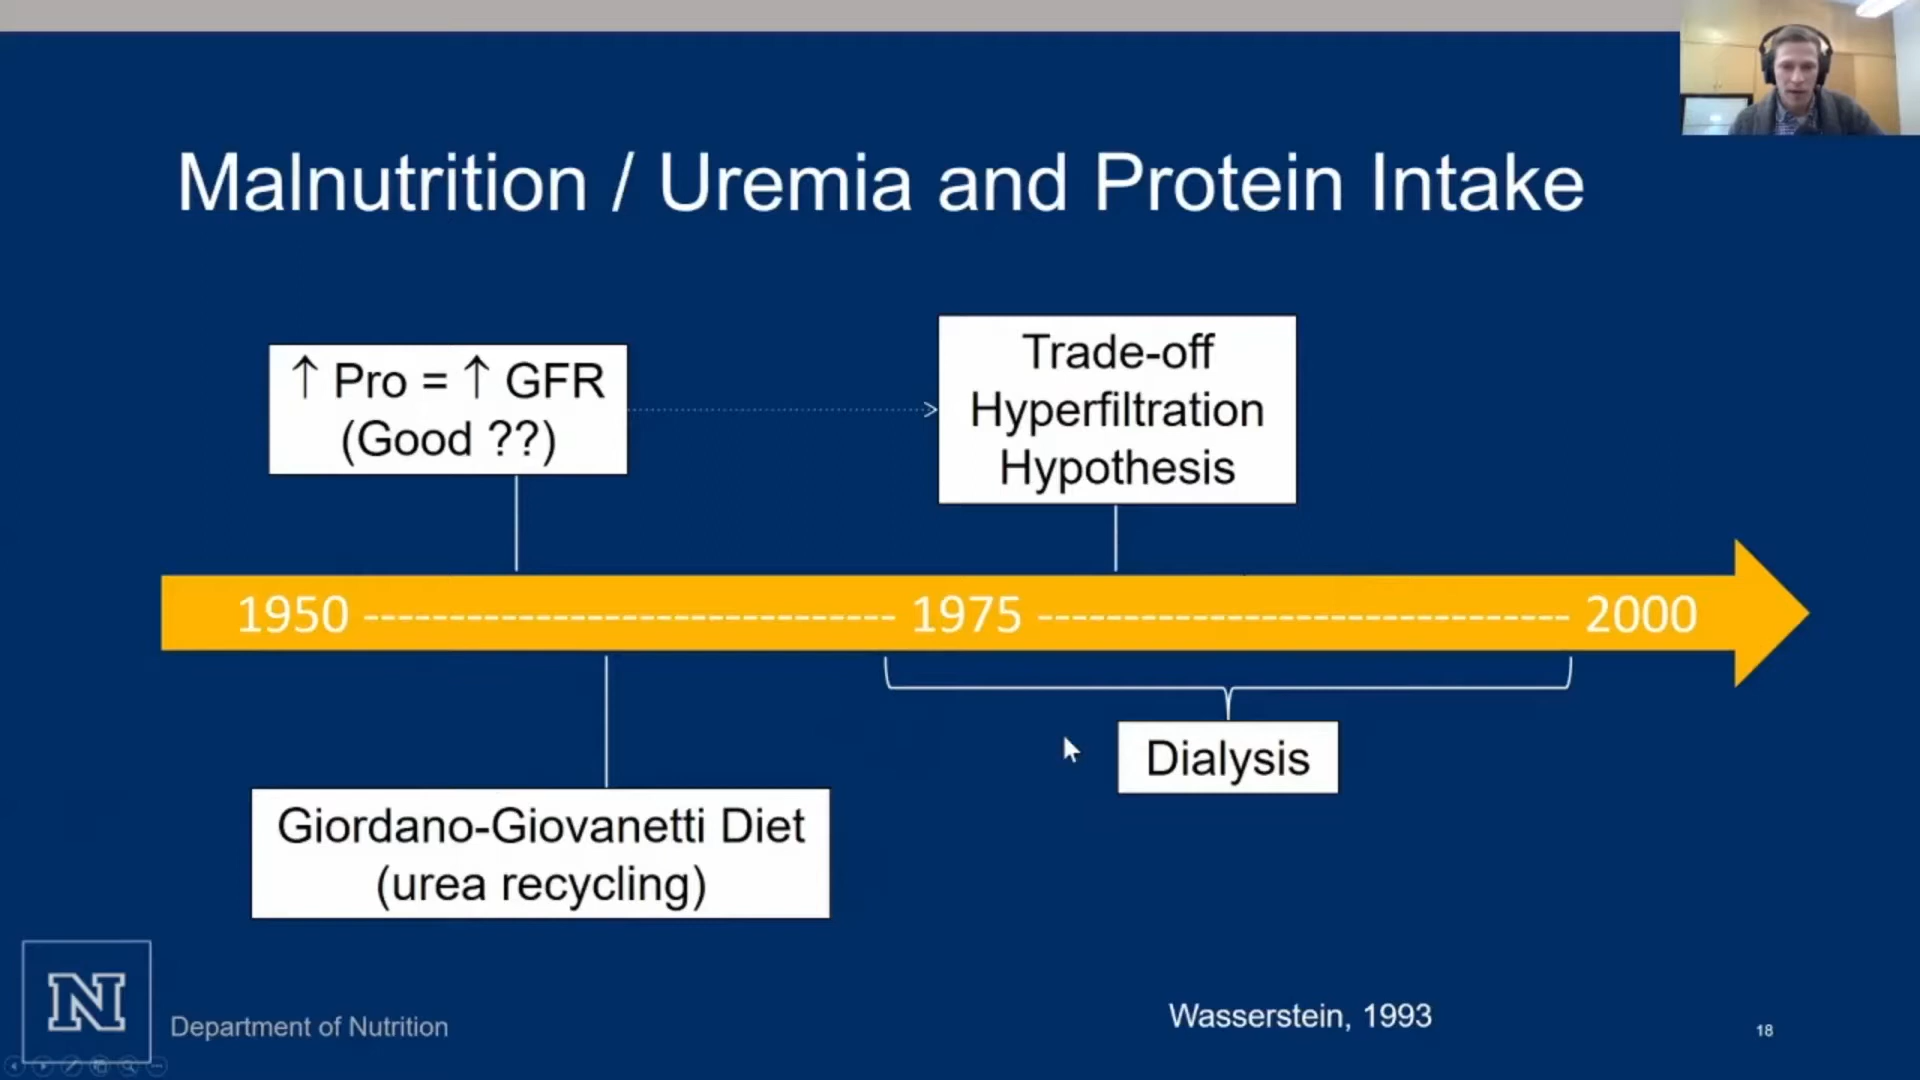 Malnutrition / Uremia and Protein Intake
↑ Pro = ↑ GFR
(Good ??)
Trade-off
Hyperfiltration
Hypothesis
1950 ------------------------------- 1975 ------------------------------- 2000
Dialysis
Giordano-Giovanetti Diet
(urea recycling)
N
Department of Nutrition
Wasserstein, 1993
18